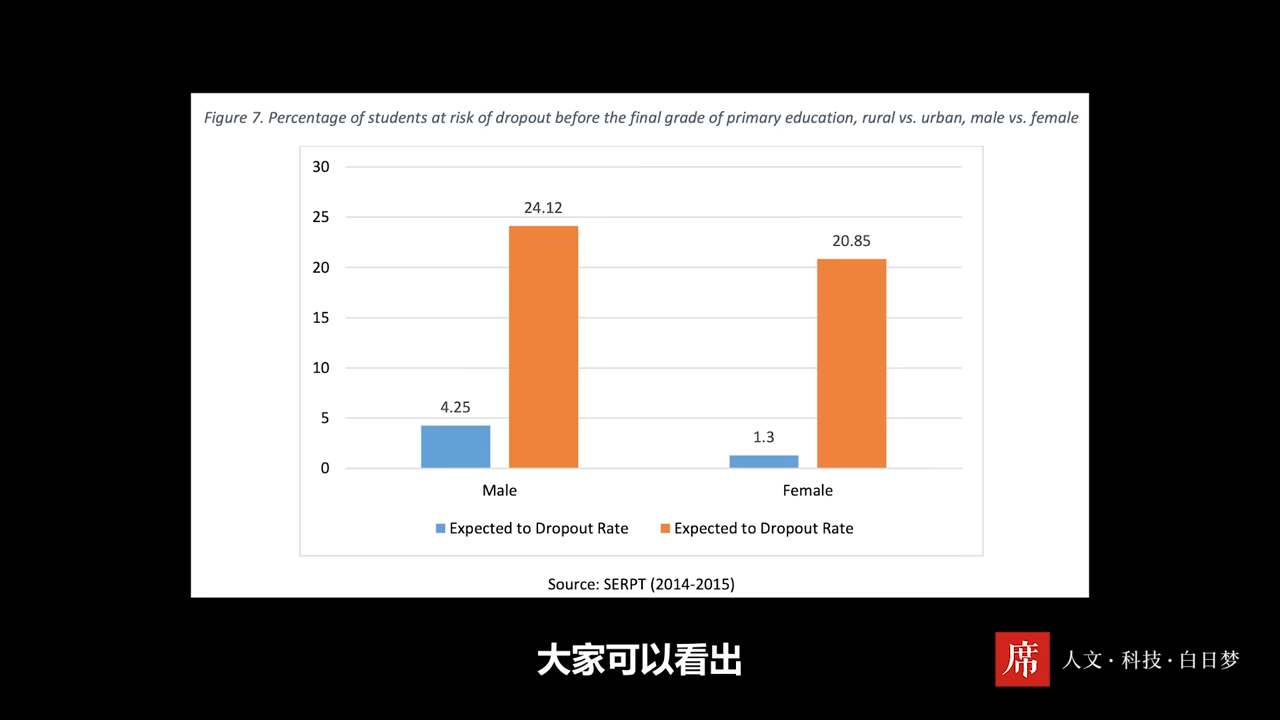 Figure 7. Percentage of students at risk of dropout before the final grade of primary education, rural vs. urban, male vs. female
30
25
20
15
10
5
0
4.25
24.12
1.3
20.85
Male
Female
Expected to Dropout Rate
Expected to Dropout Rate
Source: SERPT (2014-2015)
大家可以看出
席
人文·科技·白日梦